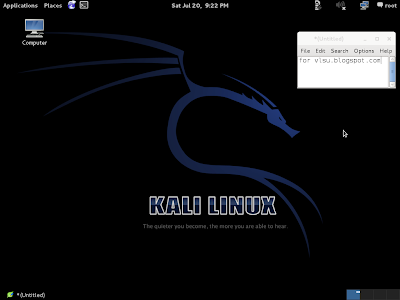 Applications Places Sat Jul 20, 9:22 PM root
Computer
*(Untitled)
File Edit Search Options Help
for vlsu.blogspot.com
KALI LINUX
The quieter you become, the more you are able to hear.
*(Untitled)